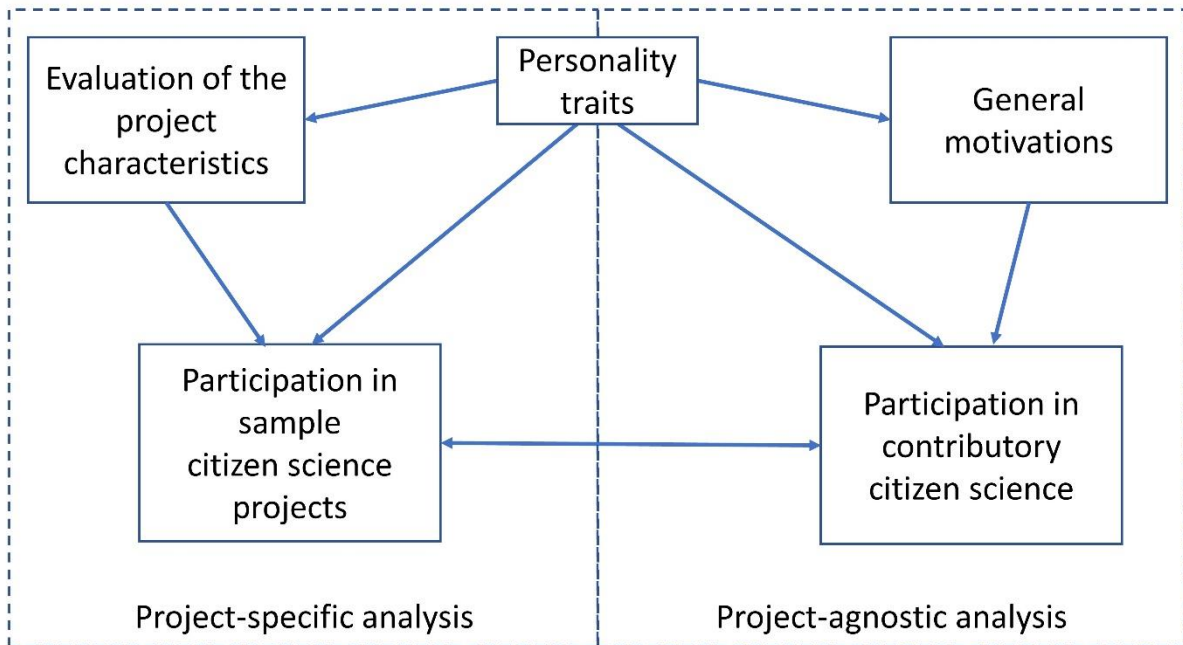 Evaluation of the
project
characteristics
Personality
traits
General
motivations
Participation in
sample
citizen science
projects
Participation in
contributory
citizen science
Project-specific analysis
Project-agnostic analysis